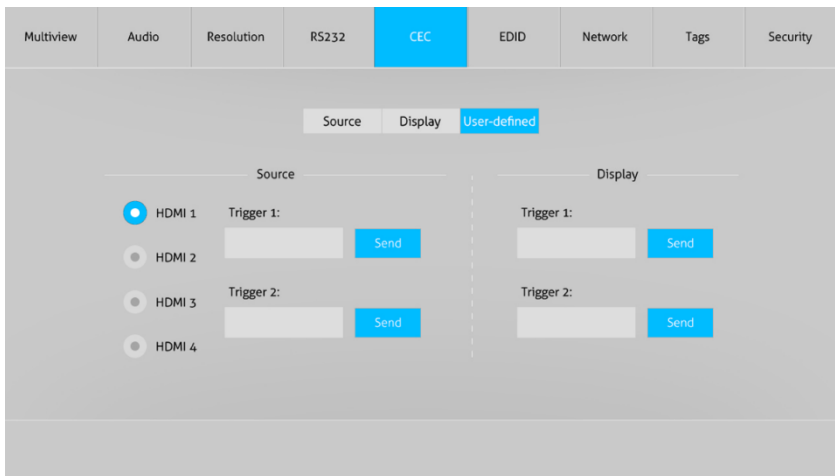 Multiview Audio Resolution RS232 CEC EDID Network Tags Security
Source Display User-defined
Source Display
HDMI 1 Trigger 1: Trigger 1:
Send Send
HDMI 2
Trigger 2: Trigger 2:
HDMI 3
Send Send
HDMI 4